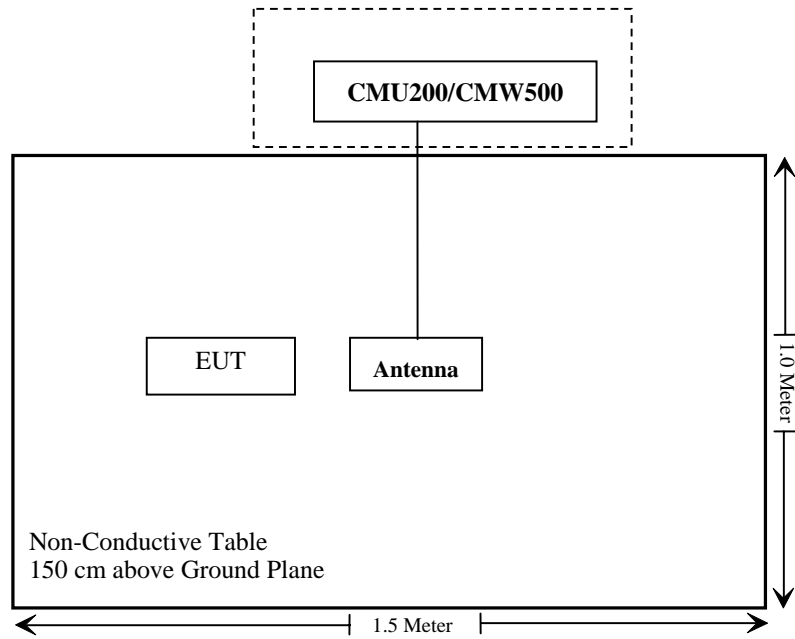 CMU200/CMW500
EUT
Antenna
1.0 Meter
Non-Conductive Table
150 cm above Ground Plane
1.5 Meter